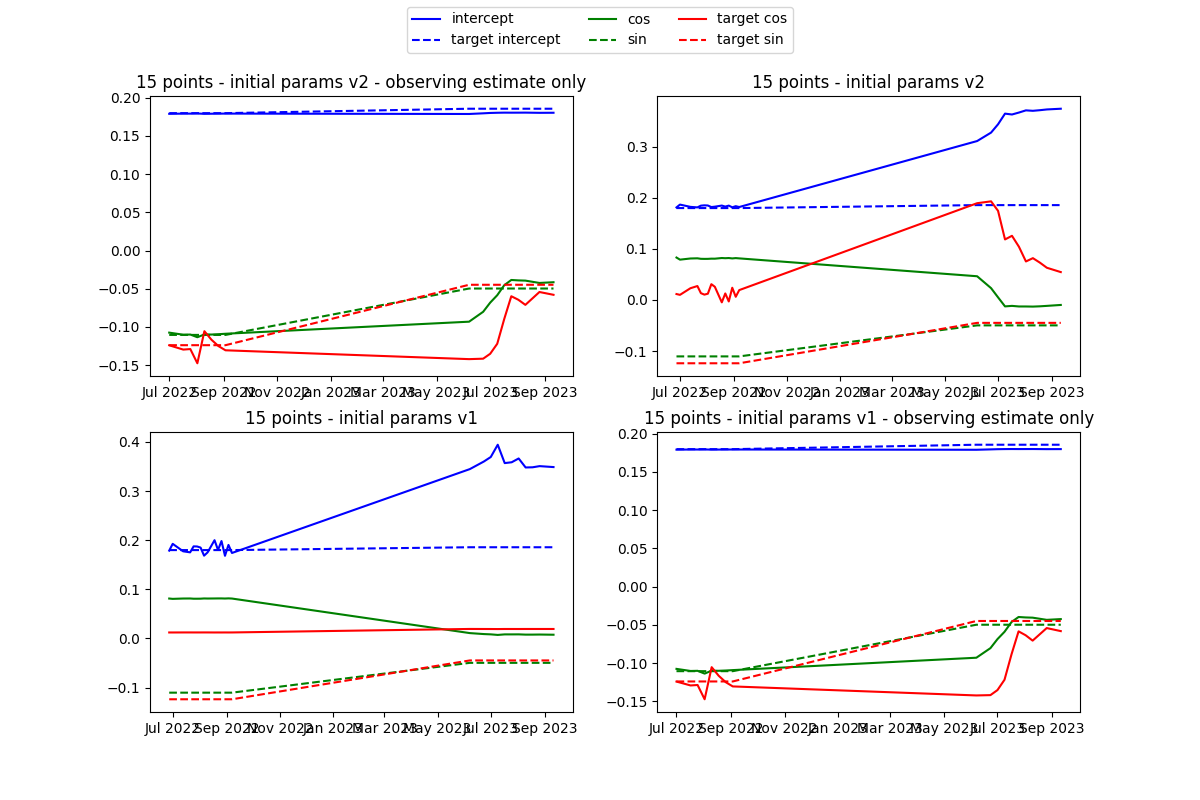 intercept cos target cos
target intercept sin target sin
15 points - initial params v2 - observing estimate only
15 points - initial params v2
0.20
0.15
0.10
0.05
0.00
−0.05
−0.10
−0.15
Jul 2022 Sep 2022 Nov 2022 Jan 2023 Mar 2023 May 2023 Jul 2023 Sep 2023
0.3
0.2
0.1
0.0
−0.1
Jul 2022 Sep 2022 Nov 2022 Jan 2023 Mar 2023 May 2023 Jul 2023 Sep 2023
15 points - initial params v1
15 points - initial params v1 - observing estimate only
0.4
0.3
0.2
0.1
0.0
−0.1
Jul 2022 Sep 2022 Nov 2022 Jan 2023 Mar 2023 May 2023 Jul 2023 Sep 2023
0.20
0.15
0.10
0.05
0.00
−0.05
−0.10
−0.15
Jul 2022 Sep 2022 Nov 2022 Jan 2023 Mar 2023 May 2023 Jul 2023 Sep 2023